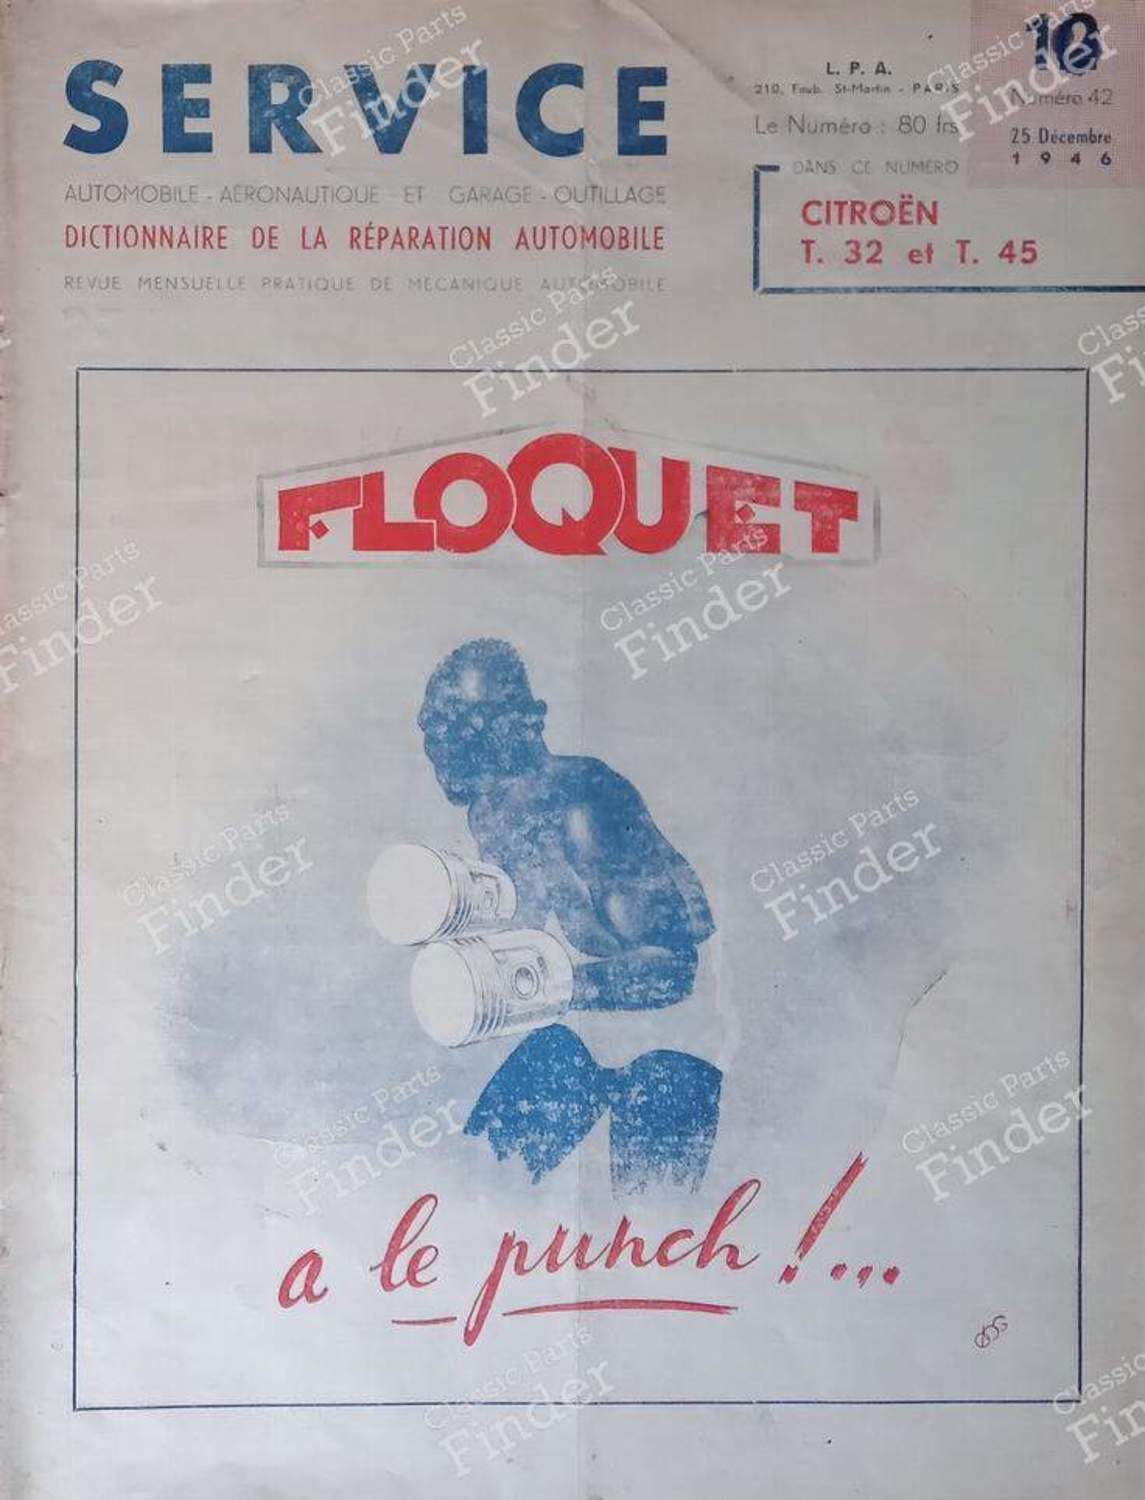 SERVICE
AUTOMOBILE - AÉRONAUTIQUE ET GARAGE - OUTILLAGE
DICTIONNAIRE DE LA RÉPARATION AUTOMOBILE
REVUE MENSUELLE PRATIQUE DE MÉCANIQUE AUTOMOBILE
L. P. A.
210, Faub. St-Martin - PARIS
Le Numéro : 80 frs
Numéro 42
25 Décembre
1946
DANS CE NUMÉRO
CITROËN
T. 32 et T. 45
FLOQUET
a le punch !...
Classic Parts
Finder